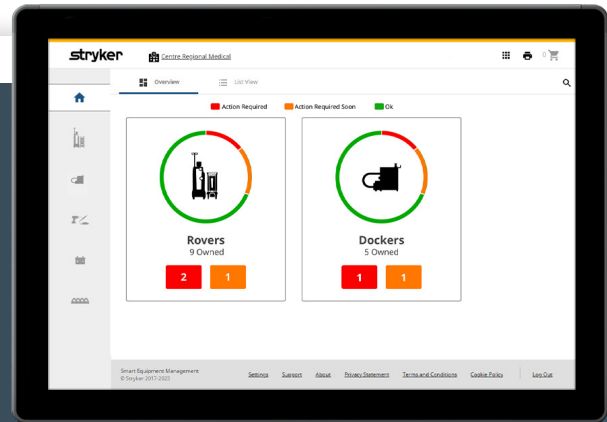 stryker
Centre Regional Medical
0
Overview
List View
Action Required
Action Required Soon
Ok
Rovers
9 Owned
2
1
Dockers
5 Owned
1
1
Smart Equipment Management
© Stryker 2017-2023
Settings
Support
About
Privacy Statement
Terms and Conditions
Cookie Policy
Log Out